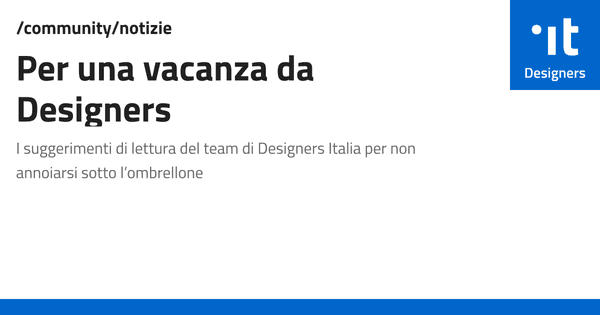 /community/notizie
Per una vacanza da
Designers
I suggerimenti di lettura del team di Designers Italia per non
annoiarsi sotto l’ombrellone
.it
Designers